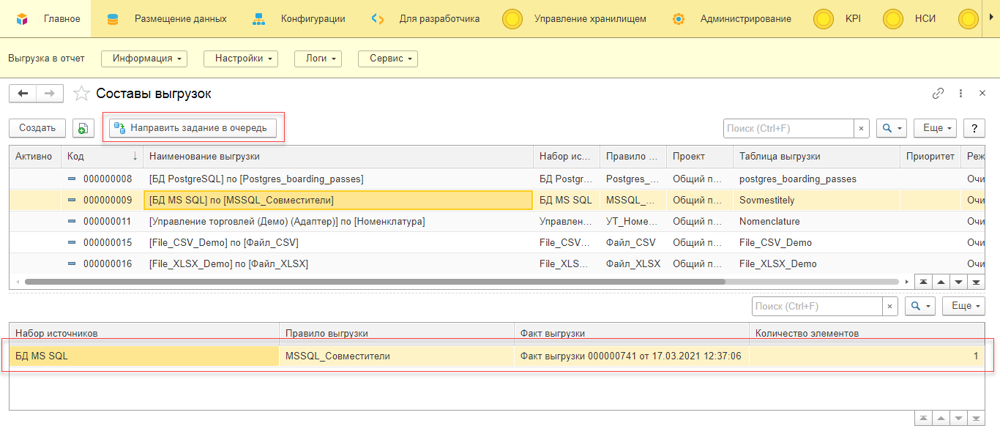 Главное Размещение данных Конфигурации Для разработчика Управление хранилищем Администрирование KPI НСИ
Выгрузка в отчет Информация Настройки Логи Сервис
Составы выгрузок
Создать Направить задание в очередь Поиск (Ctrl+F) × Еще ?
Активно Код ↓ Наименование выгрузки Набор ис... Правило ... Проект Таблица выгрузки Приоритет Реж
000000008 [БД PostgreSQL] по [Postgres_boarding_passes] БД Postgr... Postgres_... Общий п... postgres_boarding_passes Очи
000000009 [БД MS SQL] по [MSSQL_Совместители] БД MS SQL MSSQL_... Общий п... Sovmestitely Очи
000000011 [Управление торговлей (Демо) (Адаптер)] по [Номенклатура] Управлен... УТ_Номе... Общий п... Nomenclature Очи
000000015 [File_CSV_Demo] по [Файл_CSV] File_CSV... Файл_CSV Общий п... File_CSV_Demo Очи
000000016 [File_XLSX_Demo] по [Файл_XLSX] File_XLS... Файл_XLSX Общий п... File_XLSX_Demo Очи
Поиск (Ctrl+F) × Еще
Набор источников Правило выгрузки Факт выгрузки Количество элементов
БД MS SQL MSSQL_Совместители Факт выгрузки 000000741 от 17.03.2021 12:37:06 1